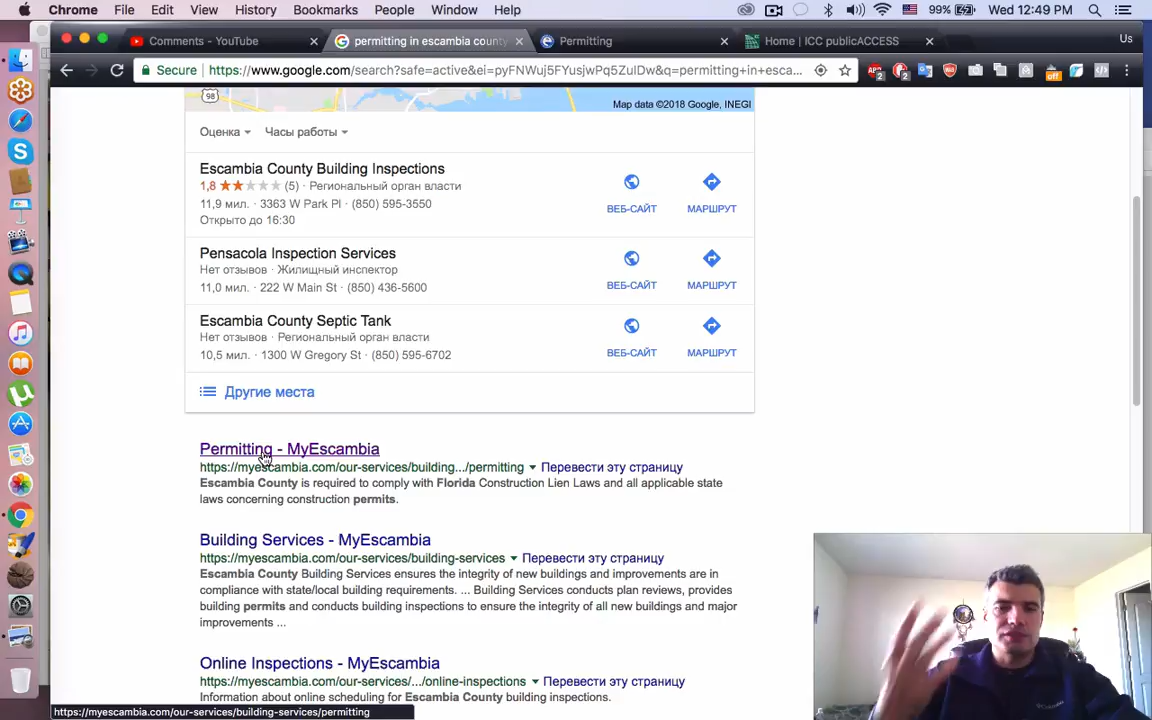 Chrome File Edit View History Bookmarks People Window Help 99% Wed 12:49 PM
Comments - YouTube
permitting in escambia county
Permitting
Home | ICC publicACCESS
Us
Secure https://www.google.com/search?safe=active&ei=pyFNWuj5FYusjwPq5ZulDw&q=permitting+in+esca...
98
Map data ©2018 Google, INEGI
Оценка Часы работы
Escambia County Building Inspections
1,8 (5) · Региональный орган власти
11,9 мил. · 3363 W Park Pl · (850) 595-3550
Открыто до 16:30
ВЕБ-САЙТ МАРШРУТ
Pensacola Inspection Services
Нет отзывов · Жилищный инспектор
11,0 mil. · 222 W Main St · (850) 436-5600
ВЕБ-САЙТ МАРШРУТ
Escambia County Septic Tank
Нет отзывов · Региональный орган власти
10,5 мил. · 1300 W Gregory St · (850) 595-6702
ВЕБ-САЙТ МАРШРУТ
Другие места
Permitting - MyEscambia
https://myescambia.com/our-services/building.../permitting Перевести эту страницу
Escambia County is required to comply with Florida Construction Lien Laws and all applicable state
laws concerning construction permits.
Building Services - MyEscambia
https://myescambia.com/our-services/building-services Перевести эту страницу
Escambia County Building Services ensures the integrity of new buildings and improvements are in
compliance with state/local building requirements. ... Building Services conducts plan reviews, provides
building permits and conducts building inspections to ensure the integrity of all new buildings and major
improvements ...
Online Inspections - MyEscambia
https://myescambia.com/our-services/.../online-inspections Перевести эту страницу
Information about online scheduling for Escambia County building inspections.
https://myescambia.com/our-services/building-services/permitting